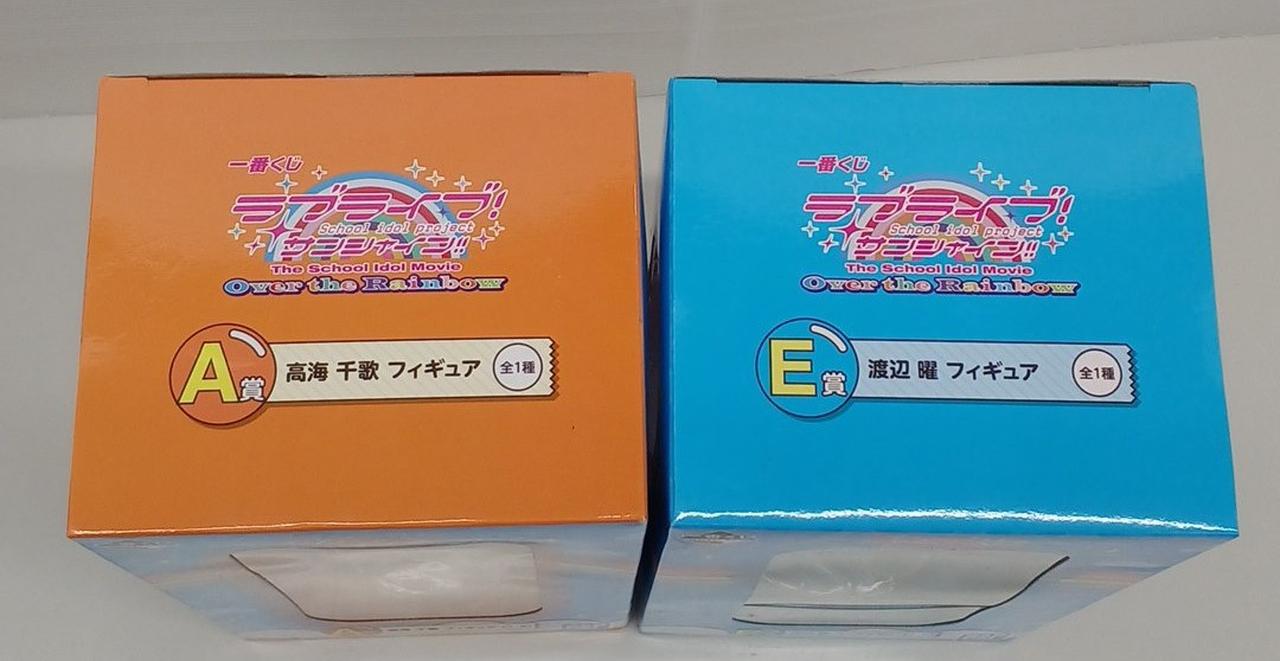 一番くじ
ラブライブ!
School idol project
サンシャイン!!
The School Idol Movie
Over the Rainbow
A賞 高海 千歌 フィギュア 全1種
一番くじ
ラブライブ!
School idol project
サンシャイン!!
The School Idol Movie
Over the Rainbow
E賞 渡辺 曜 フィギュア 全1種